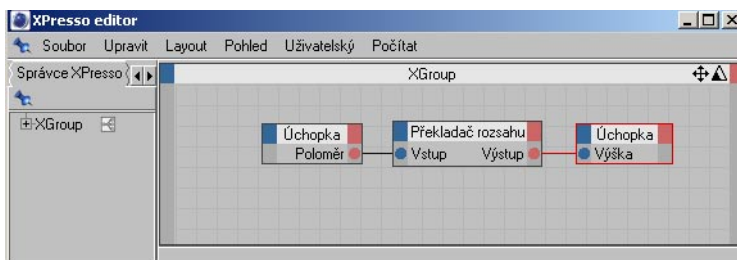 XPresso editor
Soubor Upravit Layout Pohled Uživatelský Počítat
Správce XPresso
XGroup
XGroup
Úchopka
Poloměr
Překladač rozsahu
Vstup Výstup
Úchopka
Výška